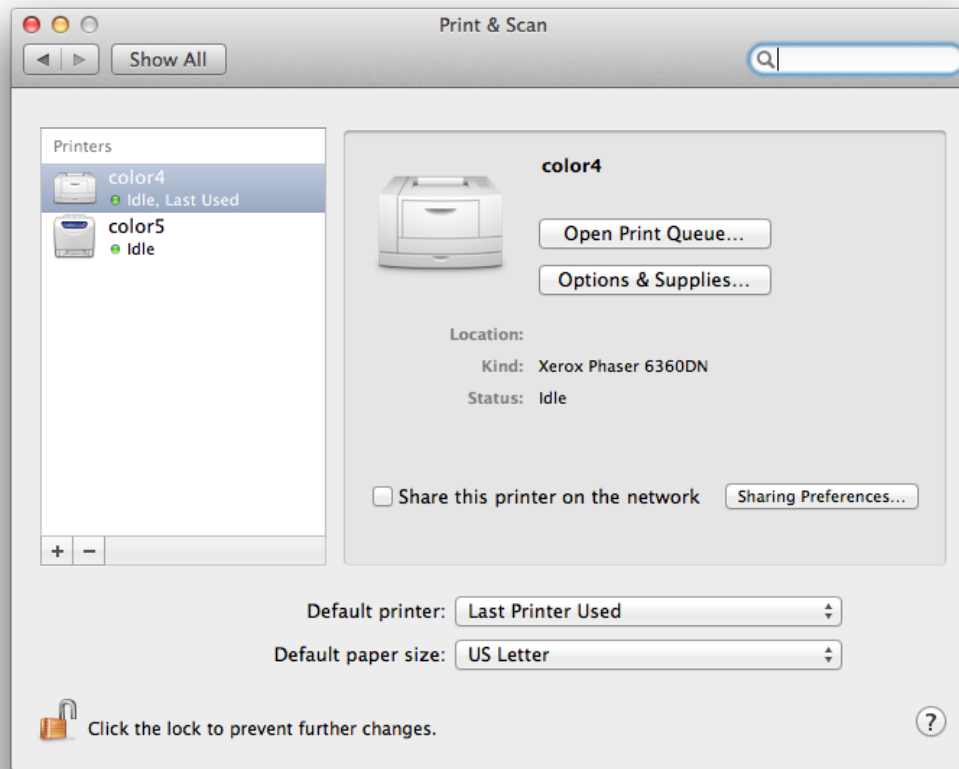 Print & Scan
Show All
Printers
color4
Idle, Last Used
color5
Idle
color4
Open Print Queue...
Options & Supplies...
Location:
Kind: Xerox Phaser 6360DN
Status: Idle
Share this printer on the network Sharing Preferences...
+ −
Default printer: Last Printer Used
Default paper size: US Letter
Click the lock to prevent further changes.
?